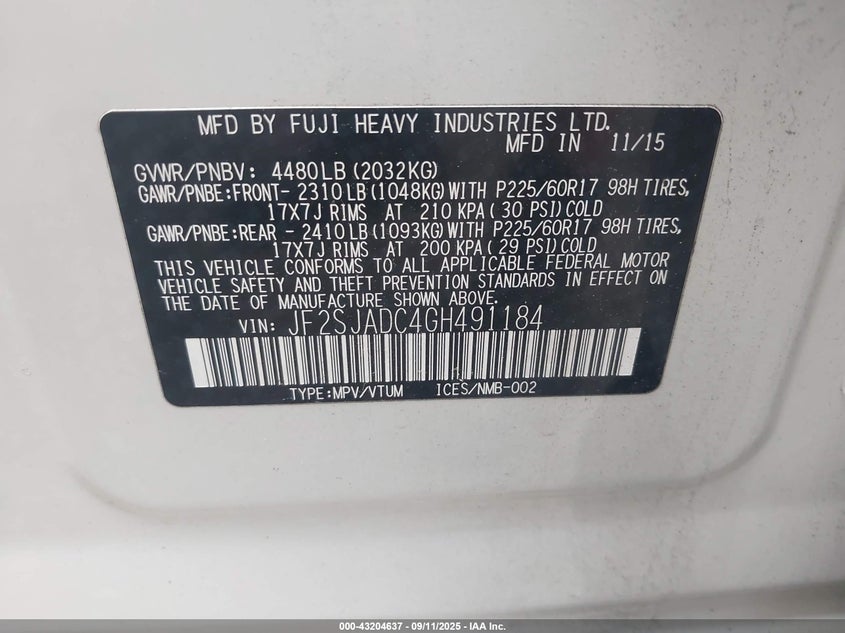 MFD BY FUJI HEAVY INDUSTRIES LTD.
MFD IN 11/15
GVWR/PNBV: 4480LB (2032KG)
GAWR/PNBE:FRONT- 2310 LB (1048KG) WITH P225/60R17 98H TIRES,
17X7J RIMS AT 210 KPA ( 30 PSI) COLD
GAWR/PNBE:REAR - 2410 LB (1093KG) WITH P225/60R17 98H TIRES,
17X7J RIMS AT 200 KPA ( 29 PSI) COLD
THIS VEHICLE CONFORMS TO ALL APPLICABLE FEDERAL MOTOR
VEHICLE SAFETY AND THEFT PREVENTION STANDARDS IN EFFECT ON
THE DATE OF MANUFACTURE SHOWN ABOVE.
VIN: JF2SJADC4GH491184
TYPE:MPV/VTUM ICES/NMB-002
000-43204637 - 09/11/2025 - IAA Inc.